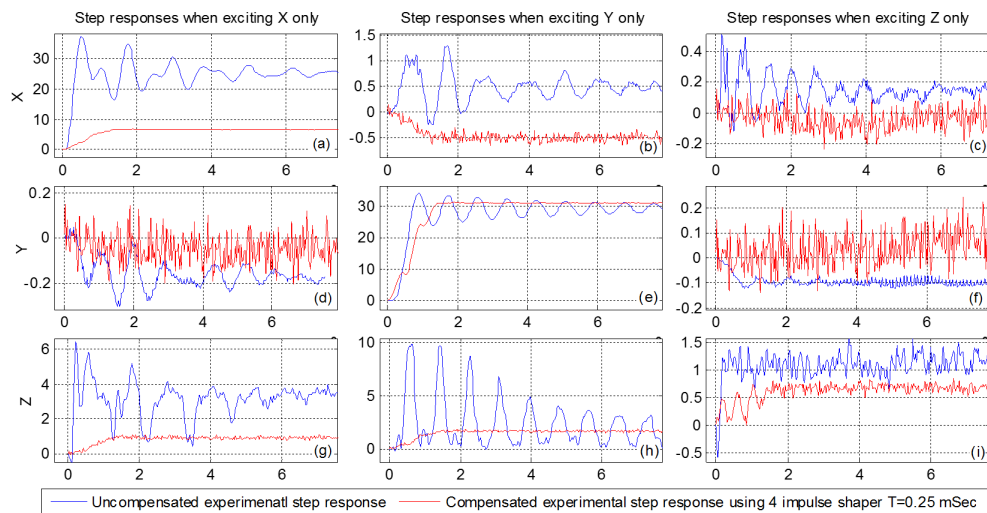 Step responses when exciting X only
Step responses when exciting Y only
Step responses when exciting Z only
X
30
20
10
0
0 2 4 6
(a)
1.5
1
0.5
0
-0.5
0 2 4 6
(b)
0.4
0.2
0
-0.2
0 2 4 6
(c)
Y
0.2
0
-0.2
0 2 4 6
(d)
30
20
10
0
0 2 4 6
(e)
0.2
0.1
0
-0.1
-0.2
0 2 4 6
(f)
Z
6
4
2
0
0 2 4 6
(g)
10
5
0
0 2 4 6
(h)
1.5
1
0.5
0
-0.5
0 2 4 6
(i)
Uncompensated experimenatl step response
Compensated experimental step response using 4 impulse shaper T=0.25 mSec